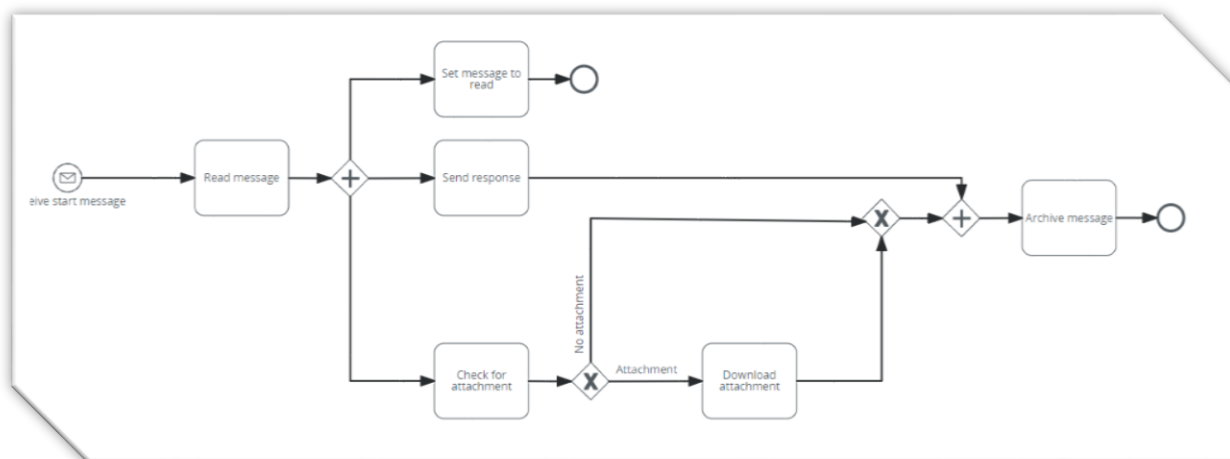 Set message to
read
Read message
Send response
eive start message
Archive message
No attachment
Check for
attachment
Attachment
Download
attachment